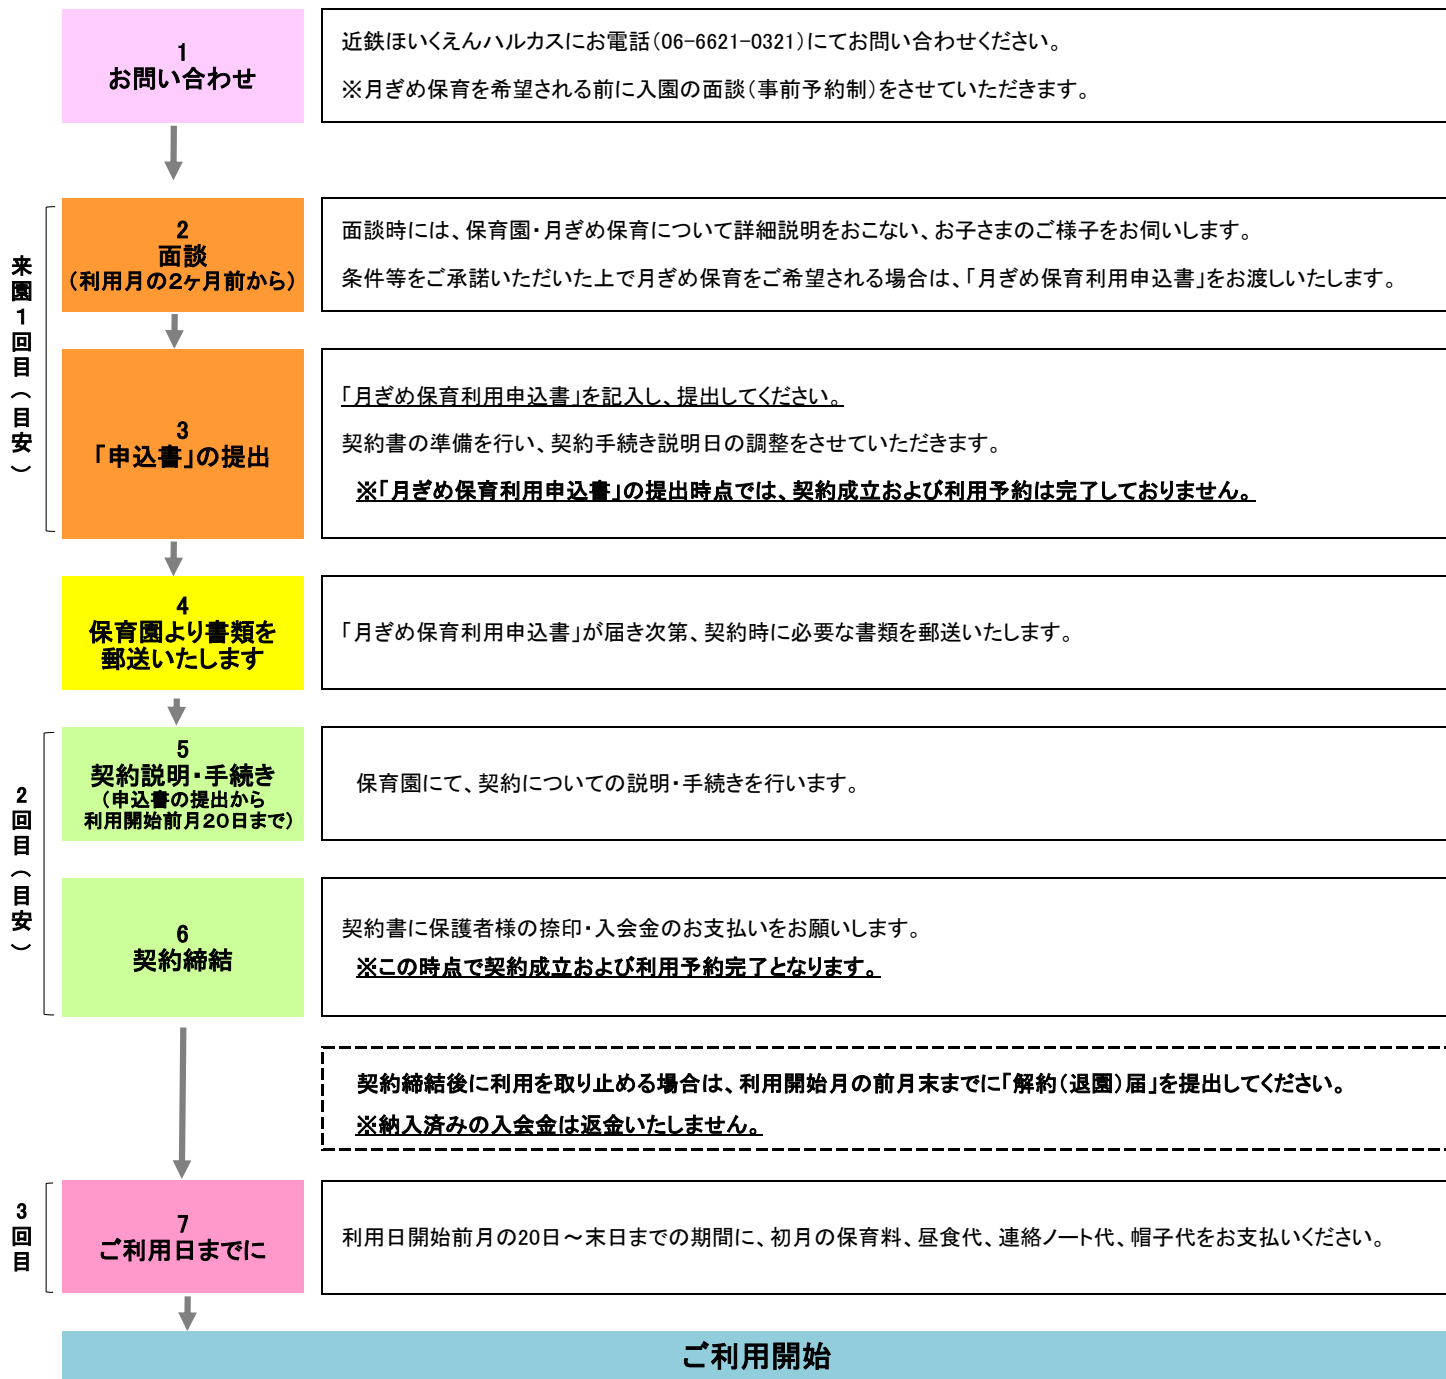 1
お問い合わせ
近鉄ほいくえんハルカスにお電話(06-6621-0321)にてお問い合わせください。
※月ぎめ保育を希望される前に入園の面談(事前予約制)をさせていただきます。
来園1回目(目安)
2
面談
(利用月の2ヶ月前から)
面談時には、保育園・月ぎめ保育について詳細説明をおこない、お子さまのご様子をお伺いします。
条件等をご承諾いただいた上で月ぎめ保育をご希望される場合は、「月ぎめ保育利用申込書」をお渡しいたします。
3
「申込書」の提出
「月ぎめ保育利用申込書」を記入し、提出してください。
契約書の準備を行い、契約手続き説明日の調整をさせていただきます。
※「月ぎめ保育利用申込書」の提出時点では、契約成立および利用予約は完了しておりません。
4
保育園より書類を
郵送いたします
「月ぎめ保育利用申込書」が届き次第、契約時に必要な書類を郵送いたします。
2回目(目安)
5
契約説明・手続き
(申込書の提出から
利用開始前月20日まで)
保育園にて、契約についての説明・手続きを行います。
6
契約締結
契約書に保護者様の捺印・入会金のお支払いをお願いします。
※この時点で契約成立および利用予約完了となります。
契約締結後に利用を取り止める場合は、利用開始月の前月末までに「解約(退園)届」を提出してください。
※納入済みの入会金は返金いたしません。
3回目
7
ご利用日までに
利用日開始前月の20日～末日までの期間に、初月の保育料、昼食代、連絡ノート代、帽子代をお支払いください。
ご利用開始